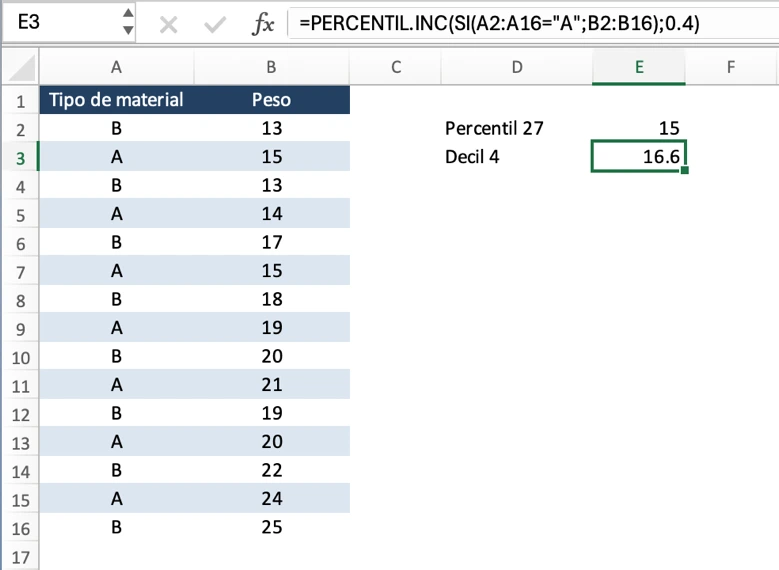 E3 fx =PERCENTIL.INC(SI(A2:A16="A";B2:B16);0.4)
A B C D E F
1 Tipo de material Peso
2 B 13 Percentil 27 15
3 A 15 Decil 4 16.6
4 B 13
5 A 14
6 B 17
7 A 15
8 B 18
9 A 19
10 B 20
11 A 21
12 B 19
13 A 20
14 B 22
15 A 24
16 B 25
17